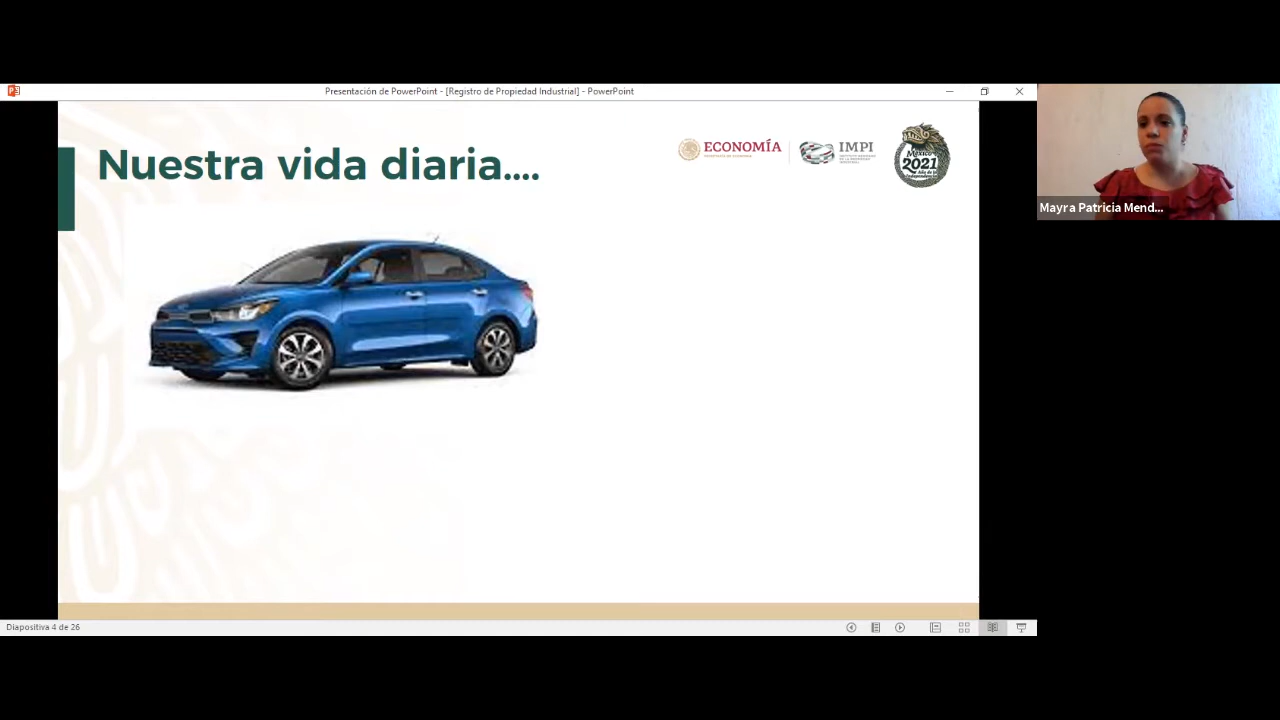 Presentación de PowerPoint - [Registro de Propiedad Industrial] - PowerPoint
Nuestra vida diaria....
ECONOMÍA
IMPI
México
2021
Mayra Patricia Mend...
Diapositiva 4 de 26